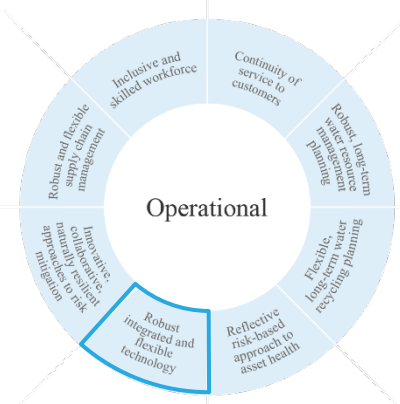 Continuity of
service to
customers
Robust, long-term
water resource
management
planning
Flexible,
long-term water
recycling planning
Reflective
risk-based
approach to
asset health
Robust
integrated and
flexible
technology
Innovative,
collaborative,
naturally resilient
approaches to risk
mitigation
Robust and flexible
supply chain
management
Inclusive and
skilled workforce
Operational